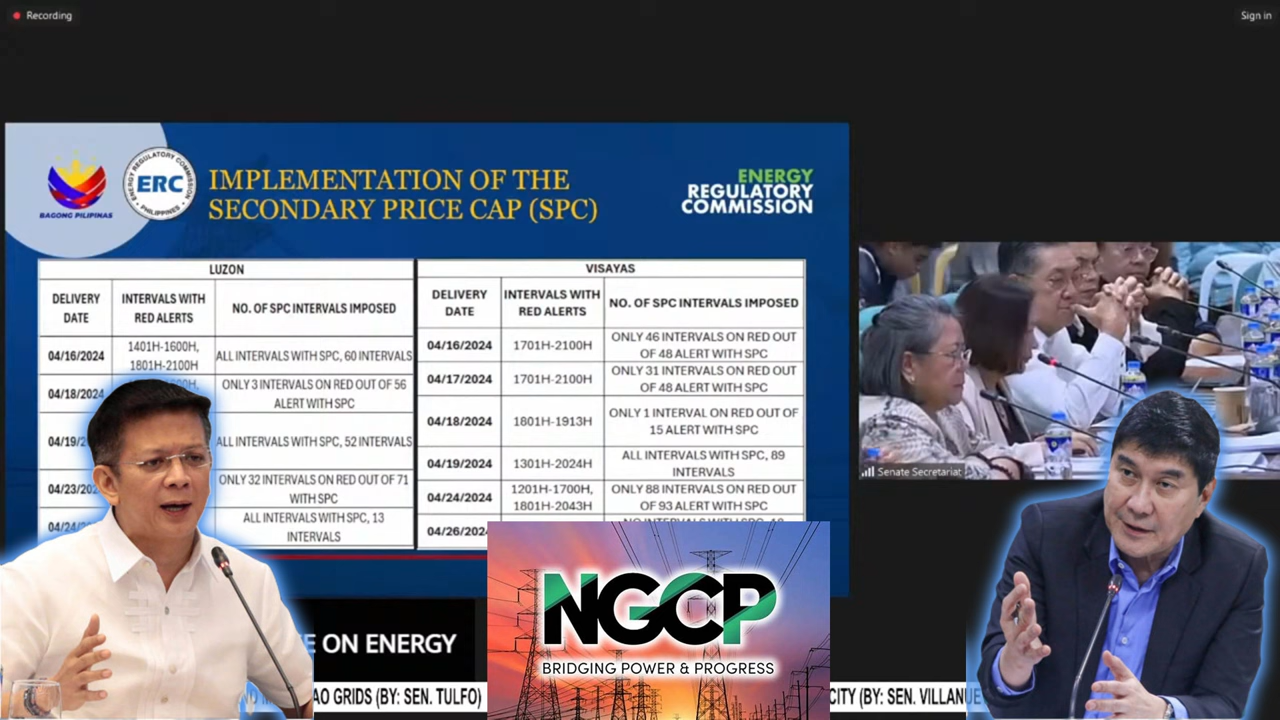 Recording
Sign in
BAGONG PILIPINAS
ENERGY REGULATORY COMMISSION
ERC
PHILIPPINES
IMPLEMENTATION OF THE
SECONDARY PRICE CAP (SPC)
ENERGY
REGULATORY
COMMISSION
LUZON
DELIVERY DATE
INTERVALS WITH RED ALERTS
NO. OF SPC INTERVALS IMPOSED
04/16/2024
1401H-1600H,
1801H-2100H
ALL INTERVALS WITH SPC, 60 INTERVALS
04/18
ONLY 3 INTERVALS ON RED OUT OF 56
ALERT WITH SPC
04/19
ALL INTERVALS WITH SPC, 52 INTERVALS
04/23
ONLY 32 INTERVALS ON RED OUT OF 71
WITH SPC
04/24
ALL INTERVALS WITH SPC, 13
INTERVALS
VISAYAS
DELIVERY DATE
INTERVALS WITH RED ALERTS
NO. OF SPC INTERVALS IMPOSED
04/16/2024
1701H-2100H
ONLY 46 INTERVALS ON RED OUT
OF 48 ALERT WITH SPC
04/17/2024
1701H-2100H
ONLY 31 INTERVALS ON RED OUT
OF 48 ALERT WITH SPC
04/18/2024
1801H-1913H
ONLY 1 INTERVAL ON RED OUT OF
15 ALERT WITH SPC
04/19/2024
1301H-2024H
ALL INTERVALS WITH SPC, 89
INTERVALS
04/24/2024
1201H-1700H,
1801H-2043H
ONLY 88 INTERVALS ON RED OUT
OF 93 ALERT WITH SPC
04/26/2024
Senate Secretariat
ON ENERGY
NGCP
BRIDGING POWER & PROGRESS
GRIDS (BY: SEN. TULFO)
CITY (BY: SEN. VILLANUE